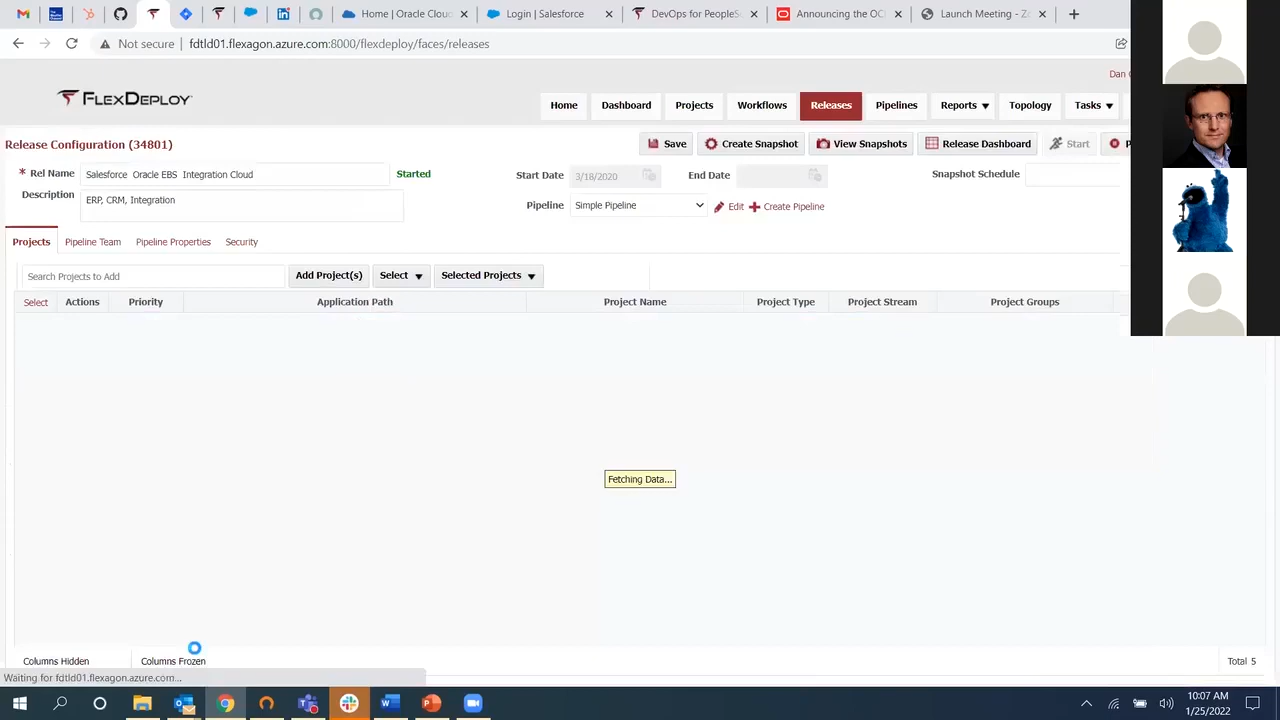 Home | Oracle Cloud
Login | Salesforce
DevOps for PeopleS
Announcing the OCI
Launch Meeting - Zo
Not secure
fdtld01.flexagon.azure.com:8000/flexdeploy/faces/releases
Dan
FLEXDEPLOY
Home
Dashboard
Projects
Workflows
Releases
Pipelines
Reports
Topology
Tasks
Release Configuration (34801)
Save
Create Snapshot
View Snapshots
Release Dashboard
Start
* Rel Name
Salesforce Oracle EBS Integration Cloud
Started
Start Date
3/18/2020
End Date
Snapshot Schedule
Description
ERP, CRM, Integration
Pipeline
Simple Pipeline
Edit
Create Pipeline
Projects
Pipeline Team
Pipeline Properties
Security
Search Projects to Add
Add Project(s)
Select
Selected Projects
Select
Actions
Priority
Application Path
Project Name
Project Type
Project Stream
Project Groups
Fetching Data...
Columns Hidden
Columns Frozen
Total 5
Waiting for fdtld01.flexagon.azure.com...
10:07 AM
1/25/2022